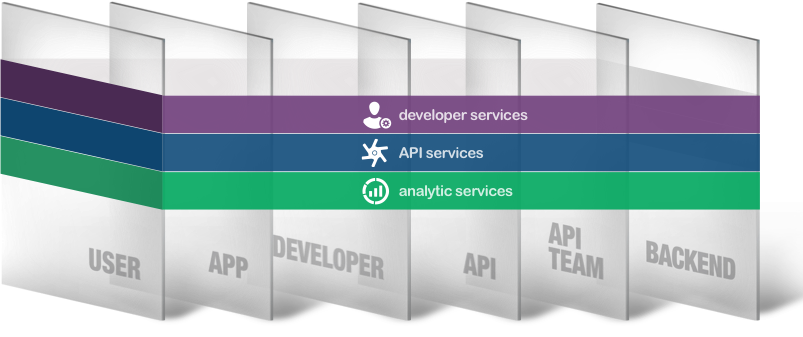 developer services
API services
analytic services
USER
APP
DEVELOPER
API
API
TEAM
BACKEND